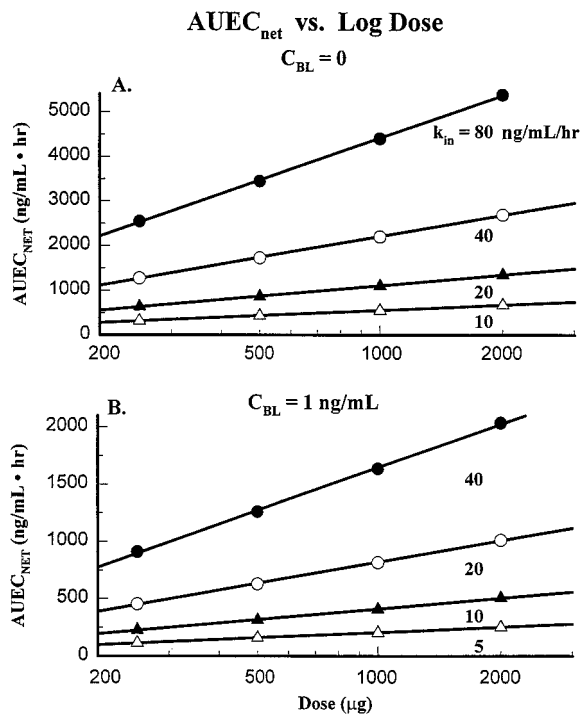 AUECnet vs. Log Dose
CBL = 0
A.
5000
4000
3000
2000
1000
0
kin = 80 ng/mL/hr
40
20
10
AUECNET (ng/mL • hr)
200 500 1000 2000
B.
CBL = 1 ng/mL
2000
1500
1000
500
0
40
20
10
5
AUECNET (ng/mL • hr)
200 500 1000 2000
Dose (μg)